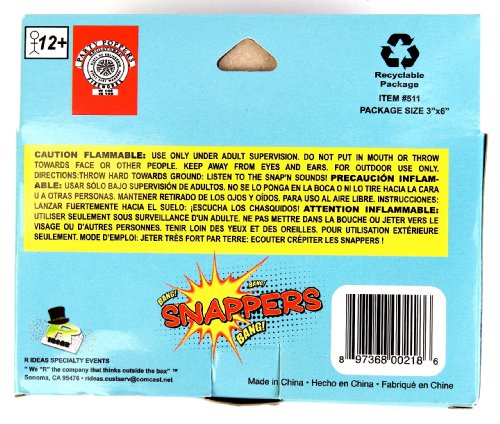 12+
PARTY POPPERS
FIREWORKS
Recyclable
Package
ITEM #511
PACKAGE SIZE 3"x6"
CAUTION FLAMMABLE: USE ONLY UNDER ADULT SUPERVISION. DO NOT PUT IN MOUTH OR THROW
TOWARDS FACE OR OTHER PEOPLE. KEEP AWAY FROM EYES AND EARS. FOR OUTDOOR USE ONLY.
DIRECTIONS:THROW HARD TOWARDS GROUND: LISTEN TO THE SNAP'N SOUNDS! PRECAUCIÓN INFLAM-
ABLE: USAR SÓLO BAJO SUPERVISIÓN DE ADULTOS. NO SE LO PONGA EN LA BOCA O NI LO TIRE HACIA LA CARA
U A OTRAS PERSONAS. MANTENER RETIRADO DE LOS OJOS Y OÍDOS. PARA USO AL AIRE LIBRE. INSTRUCCIONES:
LANZAR FUERTEMENTE HACIA EL SUELO: ¡ESCUCHA LOS CHASQUIDOS! ATTENTION INFLAMMABLE:
UTILISER SEULEMENT SOUS SURVEILLANCE D'UN ADULTE. NE PAS METTRE DANS LA BOUCHE OU JETER VERS LE
VISAGE OU D'AUTRES PERSONNES. TENIR LOIN DES YEUX ET DES OREILLES. POUR UTILISATION EXTÉRIEURE
SEULEMENT. MODE D'EMPLOI: JETER TRÈS FORT PAR TERRE: ECOUTER CRÉPITER LES SNAPPERS !
BANG!
BANG!
SNAPPERS
BANG!
R IDEAS
R IDEAS SPECIALTY EVENTS
" We "R" the company that thinks outside the box" ™
Sonoma, CA 95476 - rideas.custserv@comcast.net
8 97368 00218 6
Made in China • Hecho en China • Fabriqué en Chine